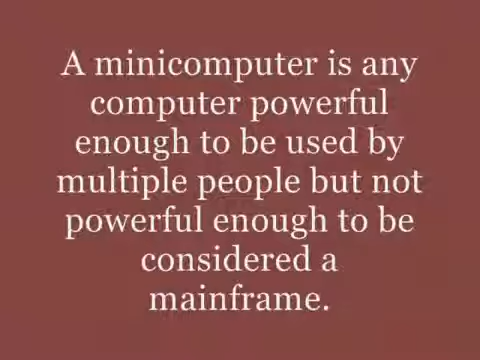 A minicomputer is any
computer powerful
enough to be used by
multiple people but not
powerful enough to be
considered a
mainframe.